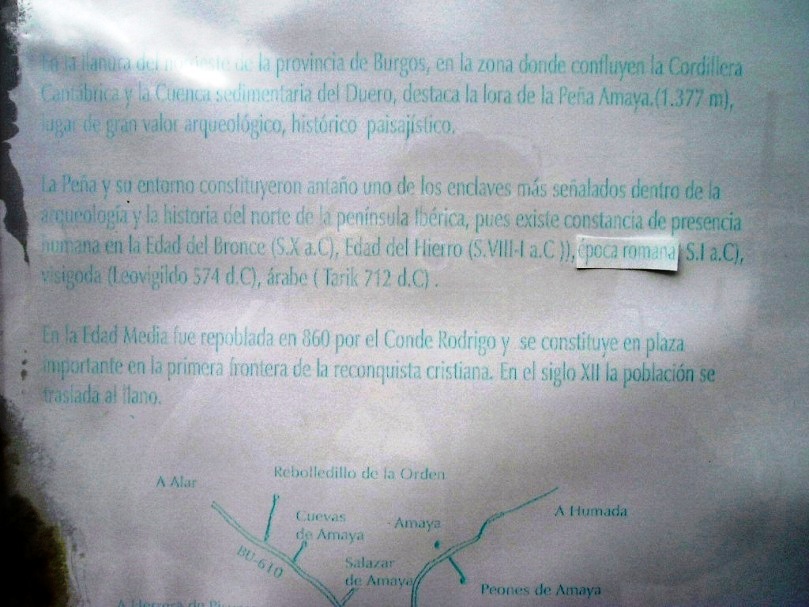 En la llanura del noroeste de la provincia de Burgos, en la zona donde confluyen la Cordillera
Cantábrica y la Cuenca sedimentaria del Duero, destaca la lora de la Peña Amaya.(1.377 m),
lugar de gran valor arqueológico, histórico paisajístico.
La Peña y su entorno constituyeron antaño uno de los enclaves más señalados dentro de la
arqueología y la historia del norte de la península Ibérica, pues existe constancia de presencia
humana en la Edad del Bronce (S.X a.C), Edad del Hierro (S.VIII-I a.C )), época romana( S.I a.C),
visigoda (Leovigildo 574 d.C), árabe ( Tarik 712 d.C) .
En la Edad Media fue repoblada en 860 por el Conde Rodrigo y se constituye en plaza
importante en la primera frontera de la reconquista cristiana. En el siglo XII la población se
traslada al llano.
A Alar
Rebolledillo de la Orden
Cuevas
de Amaya
Amaya
A Humada
BU-610
Salazar
de Amaya
Peones de Amaya
A Herrera de